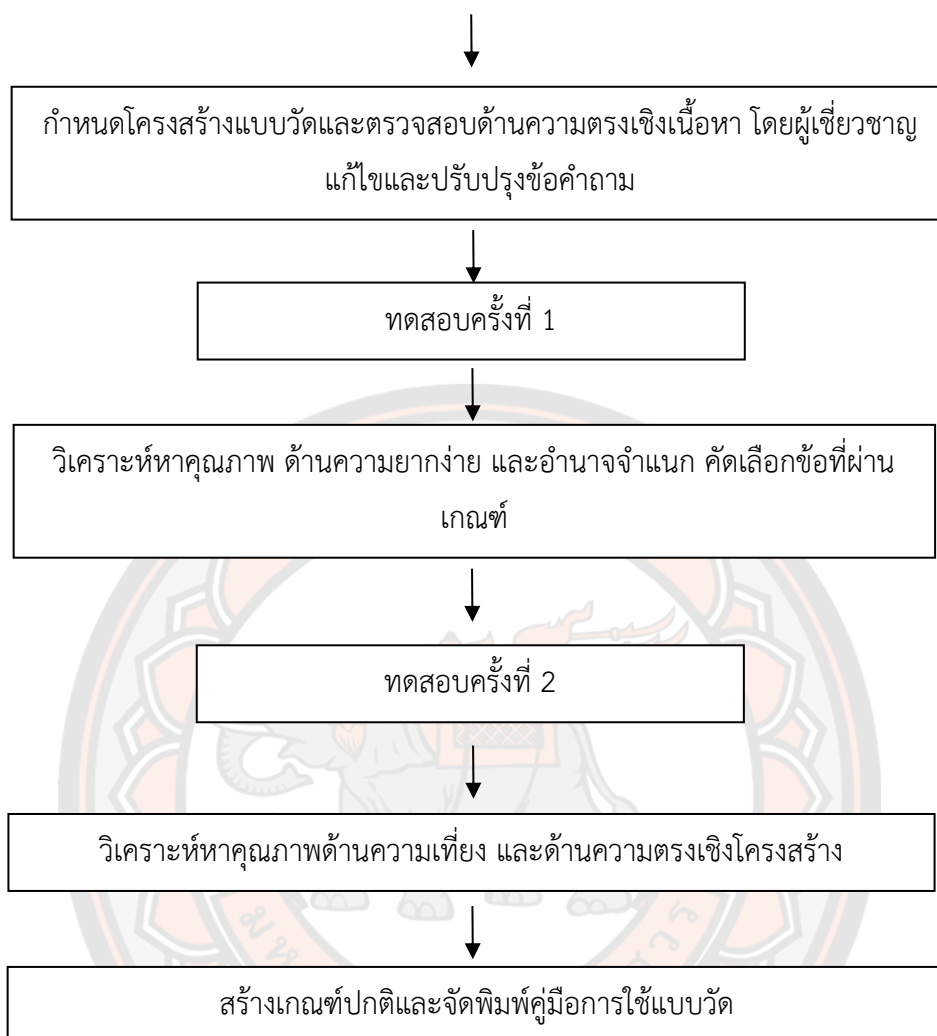 กำหนดโครงสร้างแบบวัดและตรวจสอบด้านความตรงเชิงเนื้อหา โดยผู้เชี่ยวชาญ
แก้ไขและปรับปรุงข้อคำถาม
ทดสอบครั้งที่ 1
วิเคราะห์หาคุณภาพ ด้านความยากง่าย และอำนาจจำแนก คัดเลือกข้อที่ผ่าน
เกณฑ์
ทดสอบครั้งที่ 2
วิเคราะห์หาคุณภาพด้านความเที่ยง และด้านความตรงเชิงโครงสร้าง
สร้างเกณฑ์ปกติและจัดพิมพ์คู่มือการใช้แบบวัด